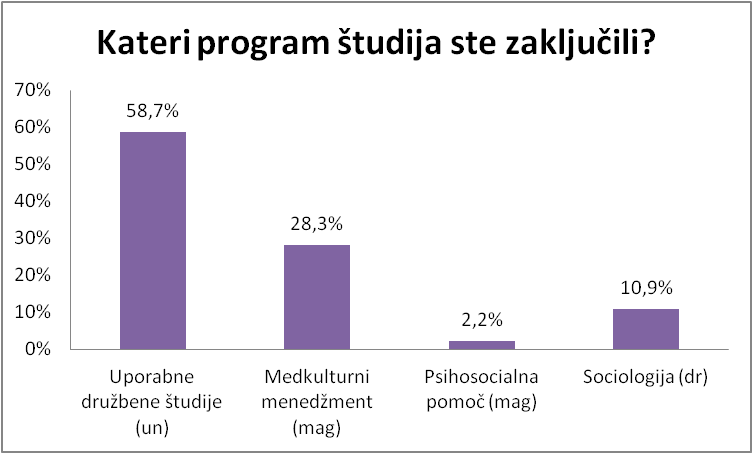 Kateri program študija ste zaključili?
70%
60%
50%
40%
30%
20%
10%
0%
58,7%
28,3%
2,2%
10,9%
Uporabne
družbene študije
(un)
Medkulturni
menedžment
(mag)
Psihosocialna
pomoč (mag)
Sociologija (dr)